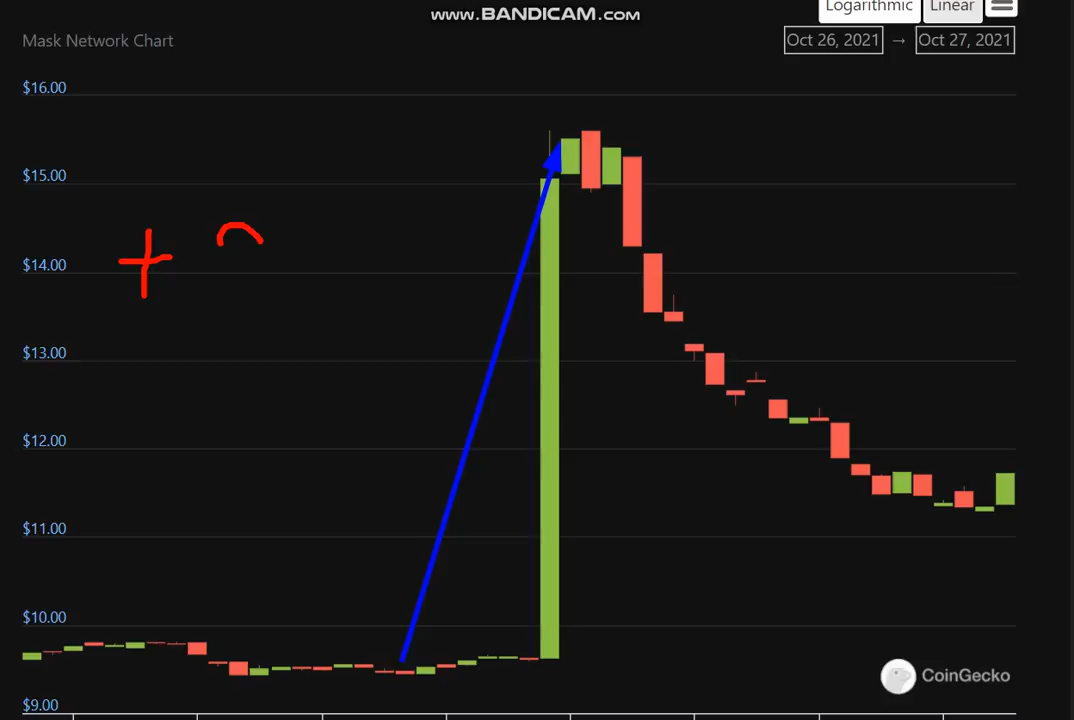 www.BANDICAM.com
Logarithmic Linear
Mask Network Chart
Oct 26, 2021 → Oct 27, 2021
$16.00
$15.00
$14.00
$13.00
$12.00
$11.00
$10.00
$9.00
+
CoinGecko